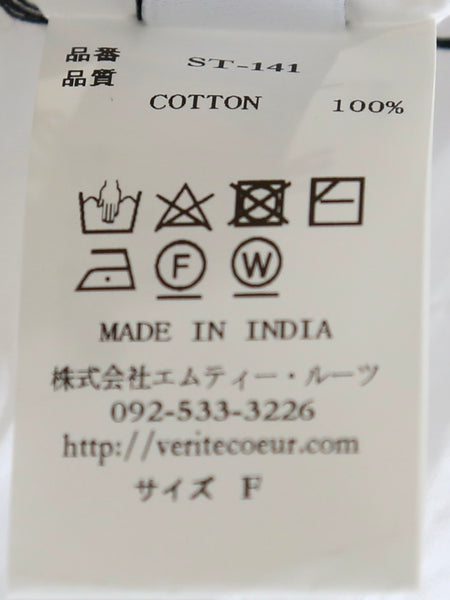 品番 ST-141
品質
COTTON 100%
F W
MADE IN INDIA
株式会社エムティー・ルーツ
092-533-3226
http://veritecoeur.com
サイズ F